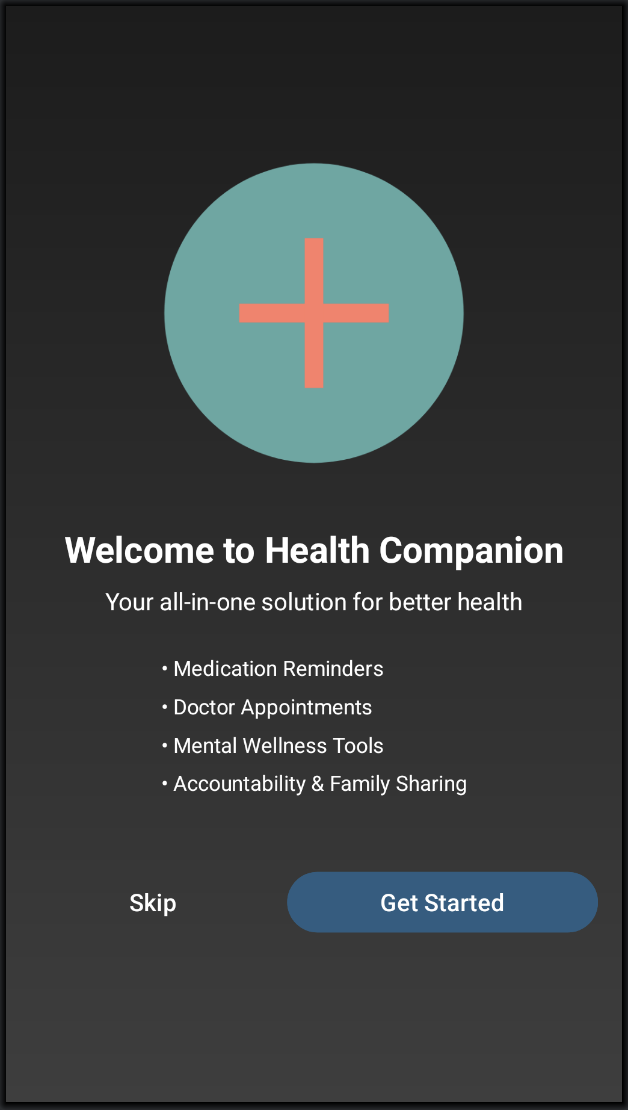 Welcome to Health Companion
Your all-in-one solution for better health
• Medication Reminders
• Doctor Appointments
• Mental Wellness Tools
• Accountability & Family Sharing
Skip
Get Started